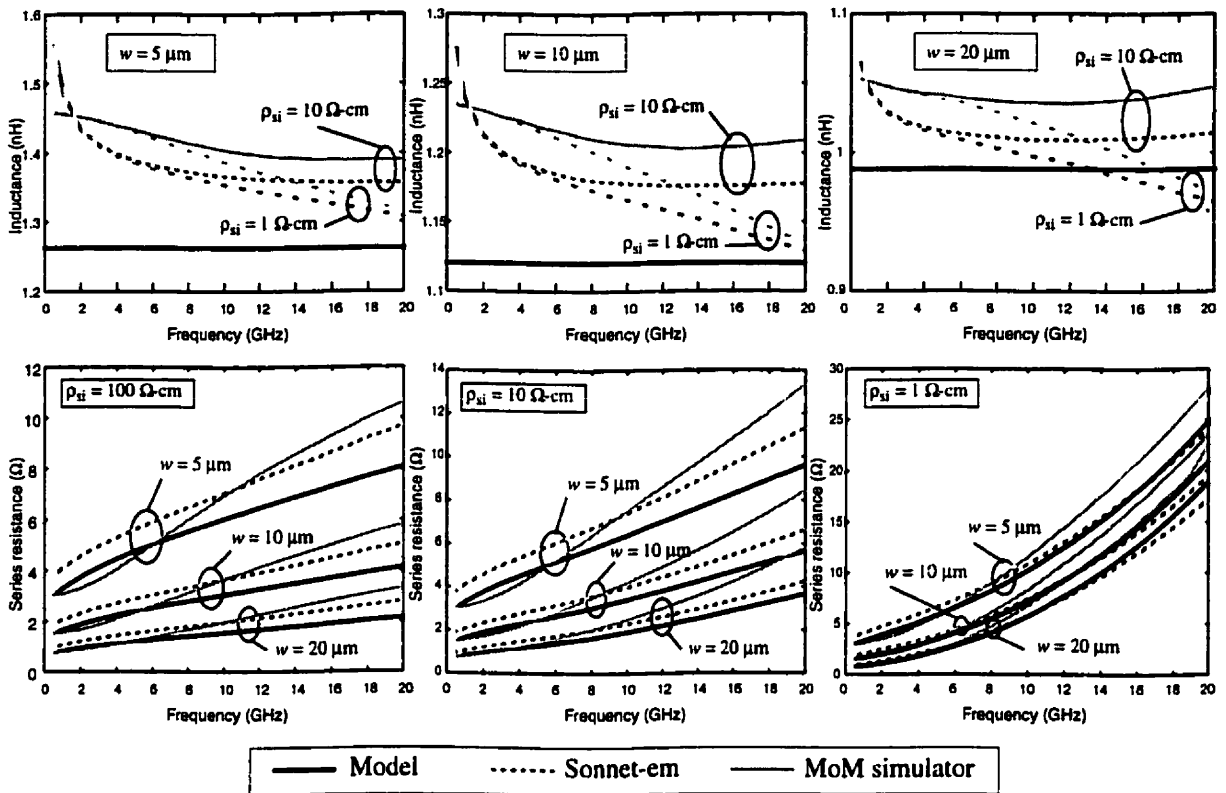 w = 5 µm
ρsi = 10 Ω-cm
ρsi = 1 Ω-cm
Inductance (nH)
1.6
1.5
1.4
1.3
1.2
0 2 4 6 8 10 12 14 16 18 20
Frequency (GHz)
w = 10 µm
ρsi = 10 Ω-cm
ρsi = 1 Ω-cm
Inductance (nH)
1.3
1.25
1.2
1.15
1.1
0 2 4 6 8 10 12 14 16 18 20
Frequency (GHz)
w = 20 µm
ρsi = 10 Ω-cm
ρsi = 1 Ω-cm
Inductance (nH)
1.2
1.1
1
0.9
0 2 4 6 8 10 12 14 16 18 20
Frequency (GHz)
ρsi = 100 Ω-cm
w = 5 µm
w = 10 µm
w = 20 µm
Series resistance (Ω)
12
10
8
6
4
2
0
0 2 4 6 8 10 12 14 16 18 20
Frequency (GHz)
ρsi = 10 Ω-cm
w = 5 µm
w = 10 µm
w = 20 µm
Series resistance (Ω)
14
12
10
8
6
4
2
0
0 2 4 6 8 10 12 14 16 18 20
Frequency (GHz)
ρsi = 1 Ω-cm
w = 5 µm
w = 10 µm
w = 20 µm
Series resistance (Ω)
30
25
20
15
10
5
0
0 2 4 6 8 10 12 14 16 18 20
Frequency (GHz)
Model
Sonnet-em
MoM simulator